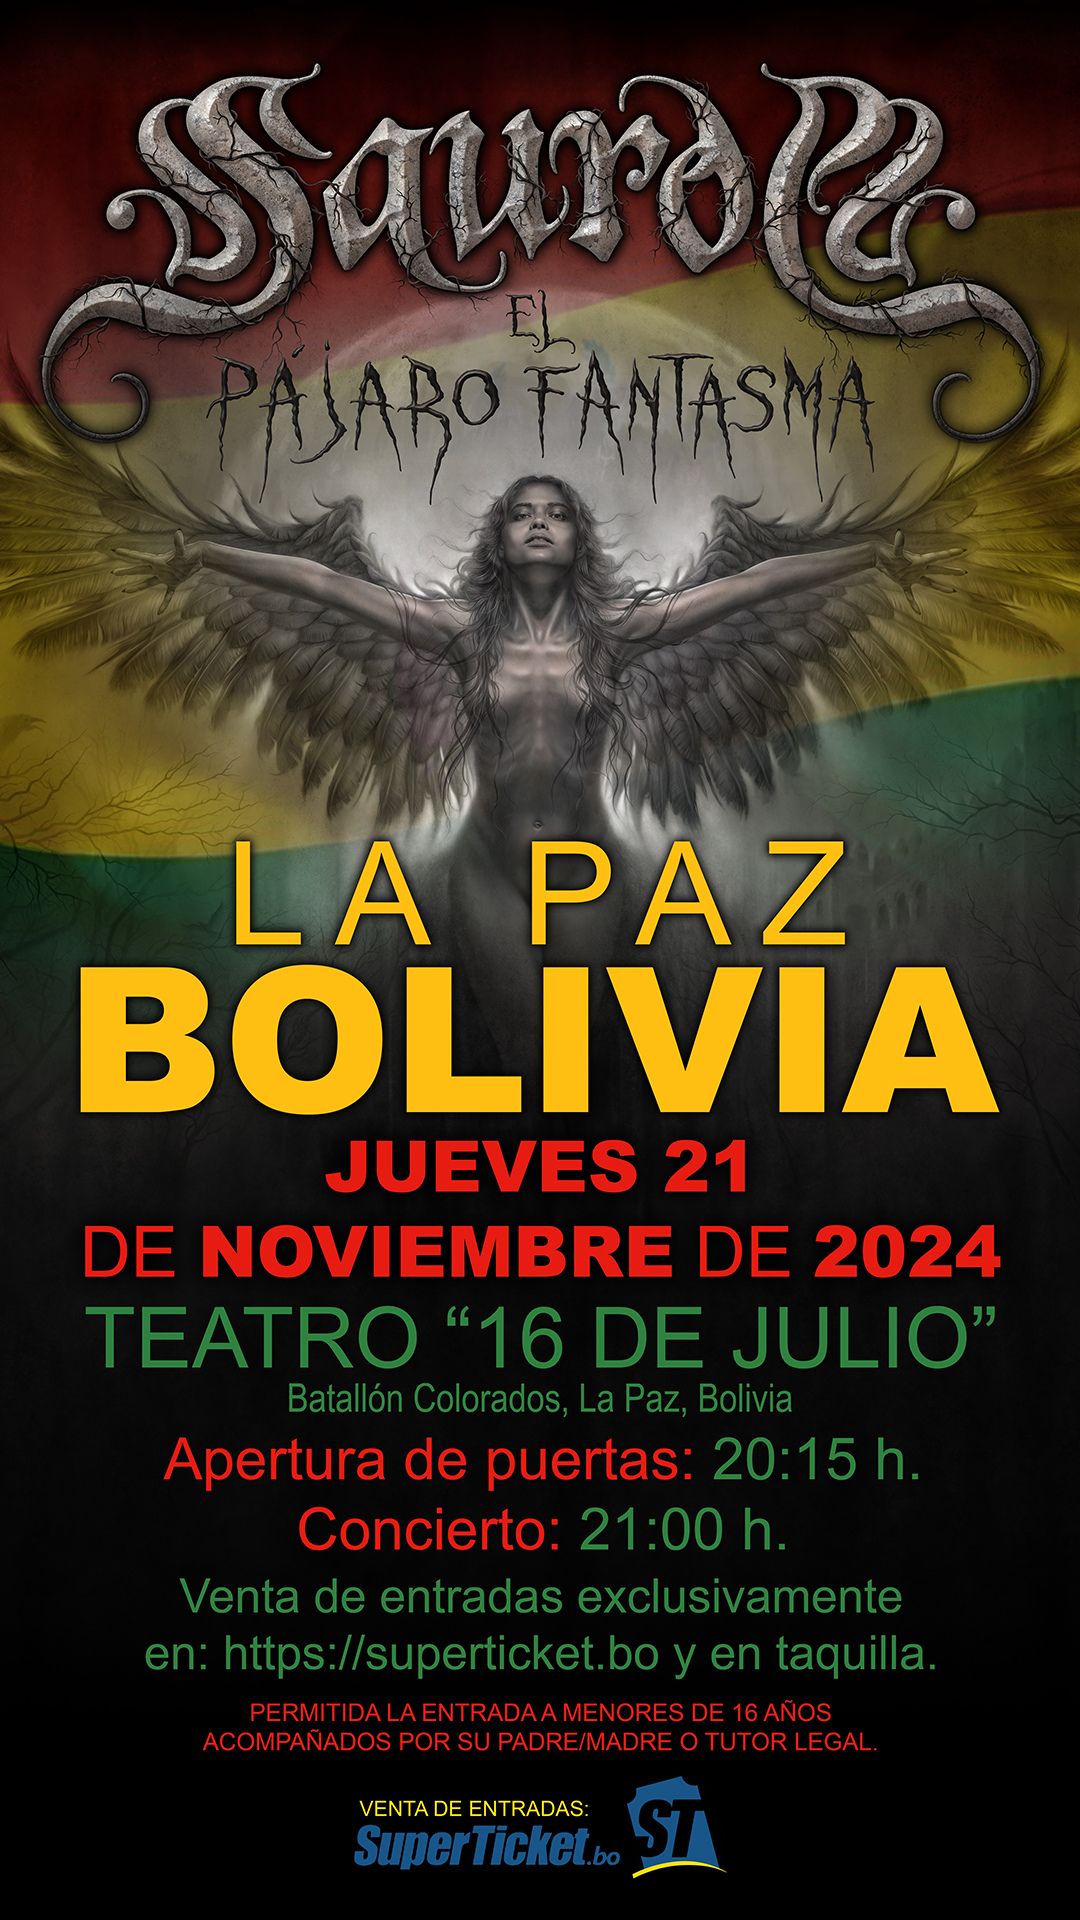 Saurom
EL
PÁJARO FANTASMA
LA PAZ
BOLIVIA
JUEVES 21
DE NOVIEMBRE DE 2024
TEATRO “16 DE JULIO”
Batallón Colorados, La Paz, Bolivia
Apertura de puertas: 20:15 h.
Concierto: 21:00 h.
Venta de entradas exclusivamente
en: https://superticket.bo y en taquilla.
PERMITIDA LA ENTRADA A MENORES DE 16 AÑOS
ACOMPAÑADOS POR SU PADRE/MADRE O TUTOR LEGAL.
VENTA DE ENTRADAS:
SuperTicket.bo
ST